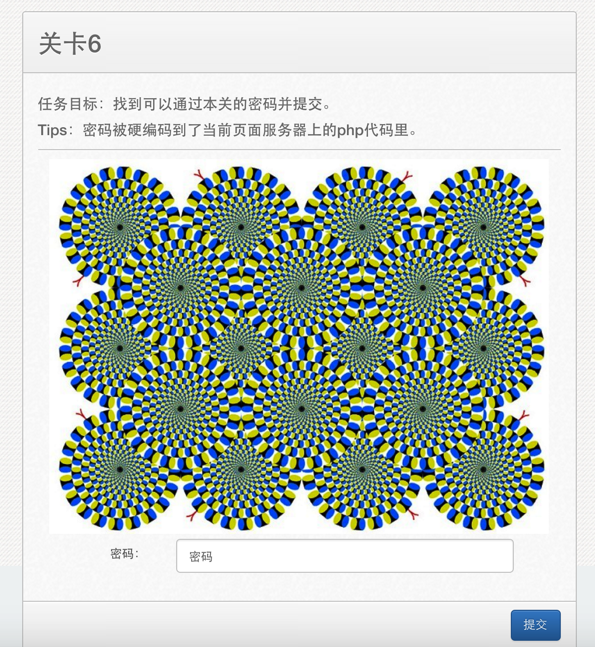 关卡6
任务目标：找到可以通过本关的密码并提交。
Tips：密码被硬编码到了当前页面服务器上的php代码里。
密码：
密码
提交